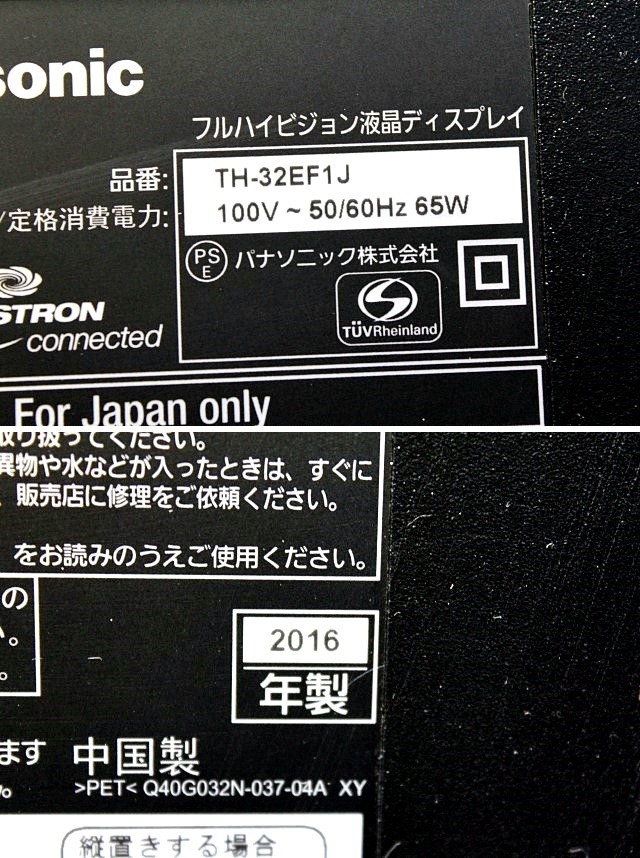 sonic
フルハイビジョン液晶ディスプレイ
品番: TH-32EF1J
/定格消費電力: 100V ~ 50/60Hz 65W
PS
E
パナソニック株式会社
TÜVRheinland
STRON
connected
For Japan only
取り扱ってください。
異物や水などが入ったときは、すぐに
、販売店に修理をご依頼ください。
をお読みのうえご使用ください。
の
い。
。
2016
年製
ます
中国製
>PET< Q40G032N-037-04A XY
縦置きする場合